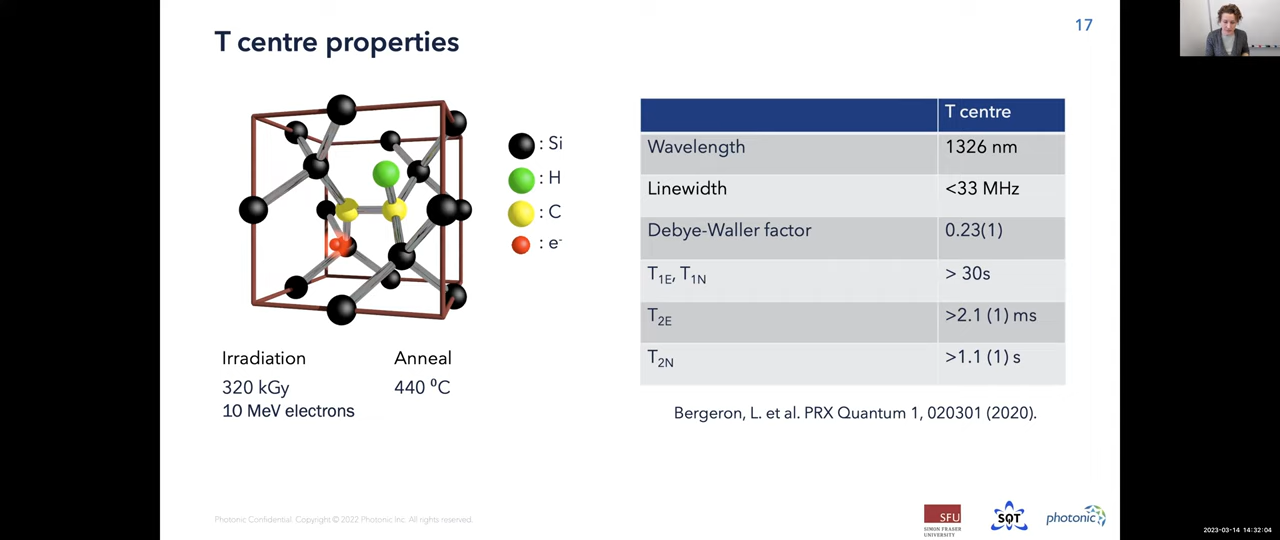 17
T centre properties
: Si
: H
: C
: e-
Irradiation
320 kGy
10 MeV electrons
Anneal
440 ⁰C
T centre
Wavelength 1326 nm
Linewidth <33 MHz
Debye-Waller factor 0.23(1)
T1E, T1N > 30s
T2E >2.1 (1) ms
T2N >1.1 (1) s
Bergeron, L. et al. PRX Quantum 1, 020301 (2020).
Photonic Confidential. Copyright © 2022 Photonic Inc. All rights reserved.
SFU
SIMON FRASER
UNIVERSITY
SQT
photonic
2023-03-14 14:32:04